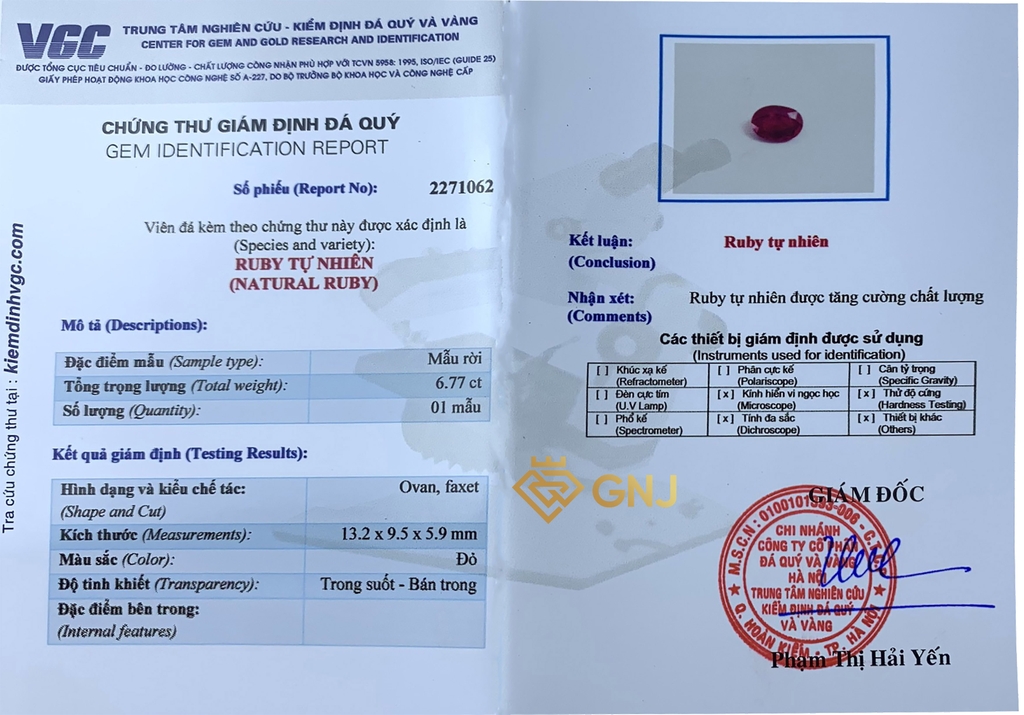 VGC
TRUNG TÂM NGHIÊN CỨU - KIỂM ĐỊNH ĐÁ QUÝ VÀ VÀNG
CENTER FOR GEM AND GOLD RESEARCH AND IDENTIFICATION
ĐƯỢC TỔNG CỤC TIÊU CHUẨN - ĐO LƯỜNG - CHẤT LƯỢNG CÔNG NHẬN PHÙ HỢP VỚI TCVN 5958: 1995, ISO/IEC (GUIDE 25)
GIẤY PHÉP HOẠT ĐỘNG KHOA HỌC CÔNG NGHỆ SỐ A-227, DO BỘ TRƯỞNG BỘ KHOA HỌC VÀ CÔNG NGHỆ CẤP
CHỨNG THƯ GIÁM ĐỊNH ĐÁ QUÝ
GEM IDENTIFICATION REPORT
Số phiếu (Report No): 2271062
Viên đá kèm theo chứng thư này được xác định là
(Species and variety):
RUBY TỰ NHIÊN
(NATURAL RUBY)
Mô tả (Descriptions):
Đặc điểm mẫu (Sample type): Mẫu rời
Tổng trọng lượng (Total weight): 6.77 ct
Số lượng (Quantity): 01 mẫu
Kết quả giám định (Testing Results):
Hình dạng và kiểu chế tác: Ovan, faxet
(Shape and Cut)
Kích thước (Measurements): 13.2 x 9.5 x 5.9 mm
Màu sắc (Color): Đỏ
Độ tinh khiết (Transparency): Trong suốt - Bán trong
Đặc điểm bên trong:
(Internal features)
Tra cứu chứng thư tại : kiemdinhvgc.com
Kết luận: Ruby tự nhiên
(Conclusion)
Nhận xét: Ruby tự nhiên được tăng cường chất lượng
(Comments)
Các thiết bị giám định được sử dụng
(Instruments used for identification)
[ ] Khúc xạ kế [ ] Phân cực kế [ ] Cân tỷ trọng
(Refractometer) (Polariscope) (Specific Gravity)
[ ] Đèn cực tím [x] Kính hiển vi ngọc học [x] Thử độ cứng
(U.V Lamp) (Microscope) (Hardness Testing)
[ ] Phổ kế [x] Tính đa sắc [x] Thiết bị khác
(Spectrometer) (Dichroscope) (Others)
GNJ
GIÁM ĐỐC
CHI NHÁNH
CÔNG TY CỔ PHẦN
ĐÁ QUÝ VÀ VÀNG
HÀ NỘI
TRUNG TÂM NGHIÊN CỨU
KIỂM ĐỊNH ĐÁ QUÝ
VÀ VÀNG
Q. HOÀN KIẾM - TP. HÀ NỘI
Phạm Thị Hải Yến